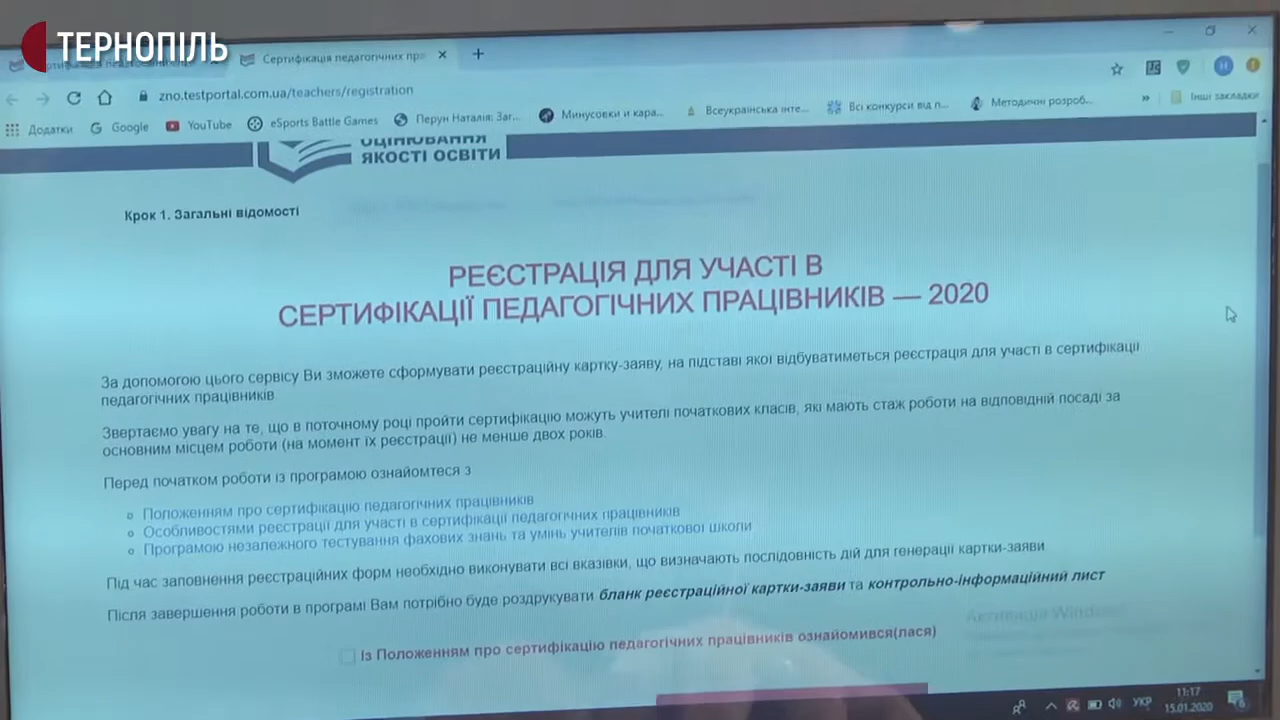 ТЕРНОПІЛЬ
Сертифікація педагогічних пра
zno.testportal.com.ua/teachers/registration
Додатки Google YouTube eSports Battle Games Перун Наталія: Заг... Минусовки и кара... Всеукраїнська інте... Всі конкурси від п... Методичні розроб... » Інші закладки
ОЦІНЮВАННЯ
ЯКОСТІ ОСВІТИ
Крок 1. Загальні відомості
РЕЄСТРАЦІЯ ДЛЯ УЧАСТІ В
СЕРТИФІКАЦІЇ ПЕДАГОГІЧНИХ ПРАЦІВНИКІВ — 2020
За допомогою цього сервісу Ви зможете сформувати реєстраційну картку-заяву, на підставі якої відбуватиметься реєстрація для участі в сертифікації
педагогічних працівників.
Звертаємо увагу на те, що в поточному році пройти сертифікацію можуть учителі початкових класів, які мають стаж роботи на відповідній посаді за
основним місцем роботи (на момент їх реєстрації) не менше двох років.
Перед початком роботи із програмою ознайомтеся з
Положенням про сертифікацію педагогічних працівників
Особливостями реєстрації для участі в сертифікації педагогічних працівників
Програмою незалежного тестування фахових знань та умінь учителів початкової школи
Під час заповнення реєстраційних форм необхідно виконувати всі вказівки, що визначають послідовність дій для генерації картки-заяви
Після завершення роботи в програмі Вам потрібно буде роздрукувати бланк реєстраційної картки-заяви та контрольно-інформаційний лист
Активація Windows
Із Положенням про сертифікацію педагогічних працівників ознайомився(лася)
УКР
11:17
15.01.2020